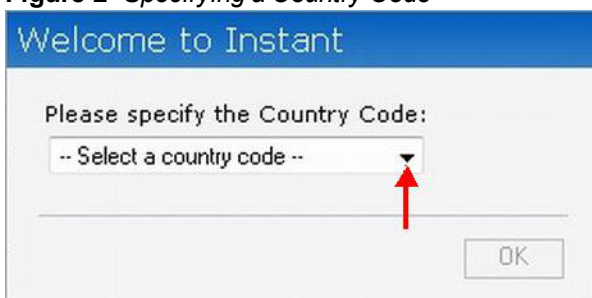 Figure 2 Specifying a Country Code
Welcome to Instant
Please specify the Country Code:
-- Select a country code --
OK